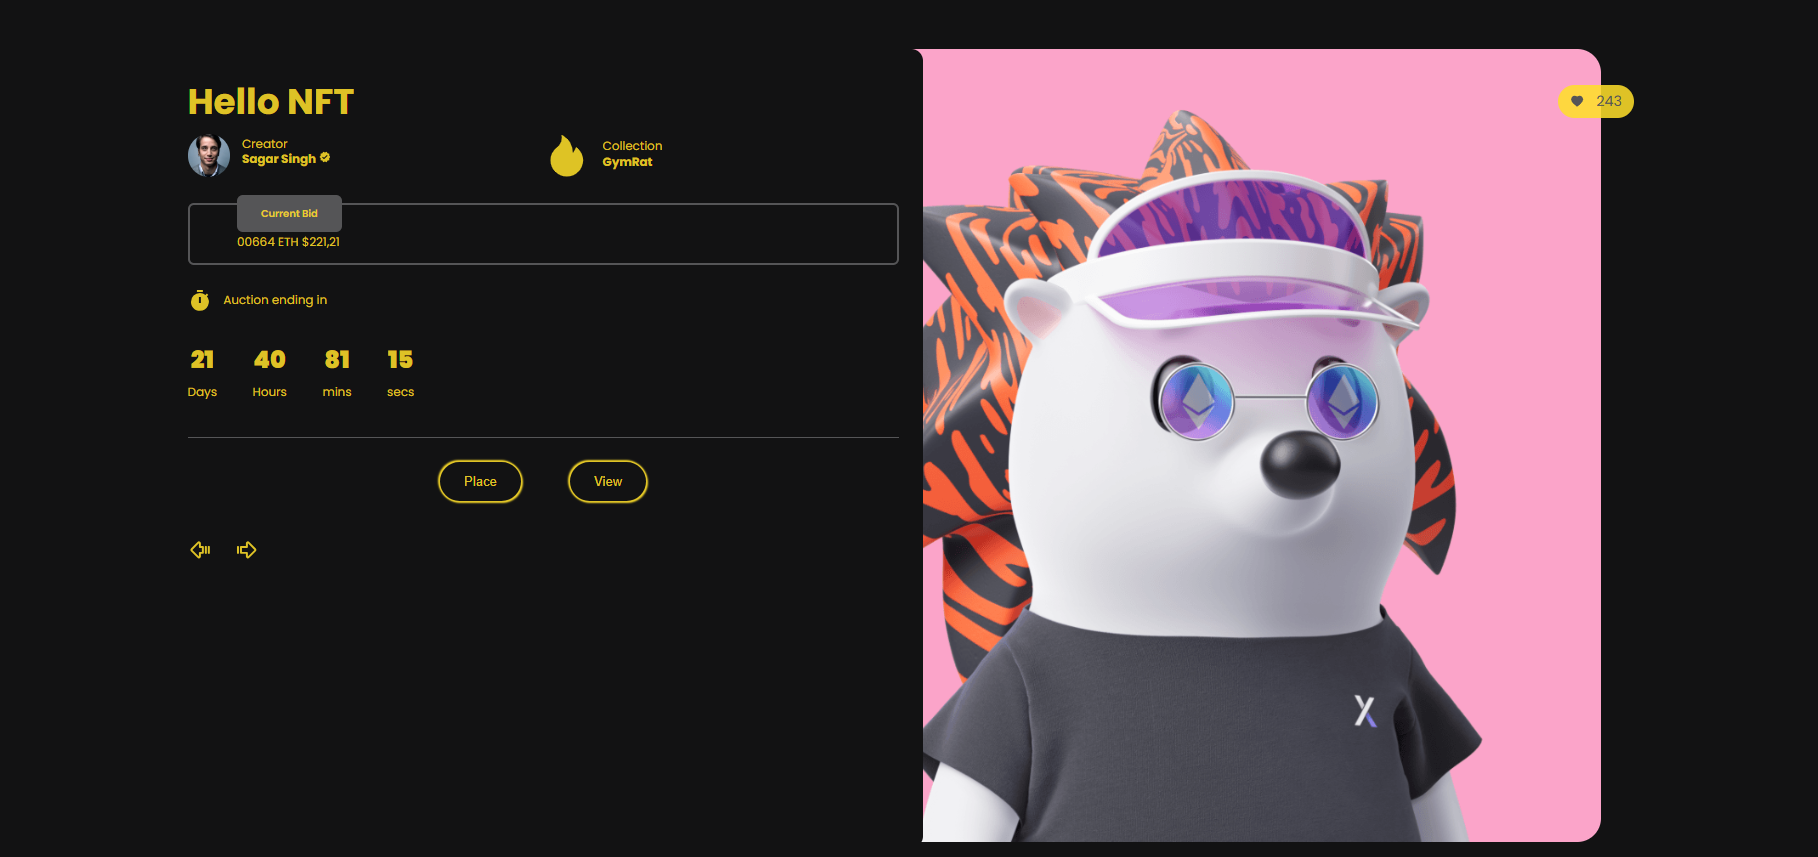 Hello NFT
243
Creator
Sagar Singh
Collection
GymRat
Current Bid
00664 ETH $221,21
Auction ending in
21 40 81 15
Days Hours mins secs
Place View
X